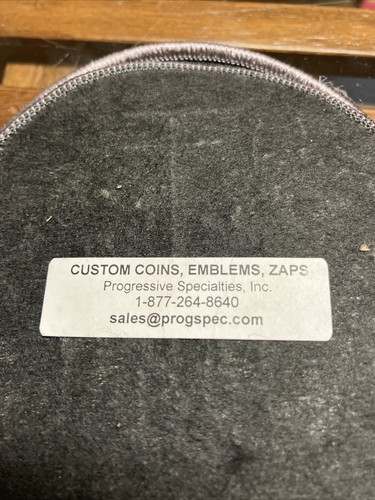 CUSTOM COINS, EMBLEMS, ZAPS
Progressive Specialties, Inc.
1-877-264-8640
sales@progspec.com